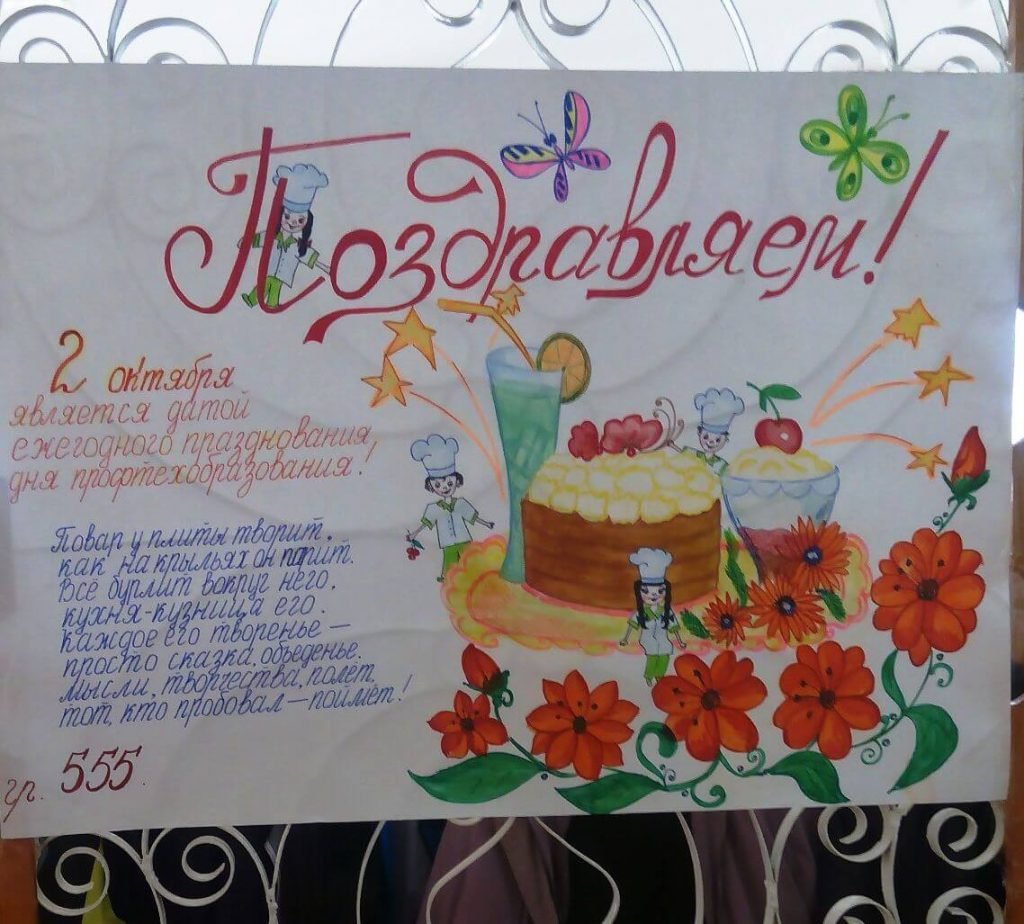 Поздравляем!
2 октября
является датой
ежегодного празднования
дня профтехобразования!
Повар у плиты творит,
как на крыльях он парит.
Всё бурлит вокруг него,
кухня-кузница его.
Каждое его творенье —
просто сказка, объеденье.
Мысли, творчества, полёт,
тот, кто пробовал — поймёт!
гр. 555.